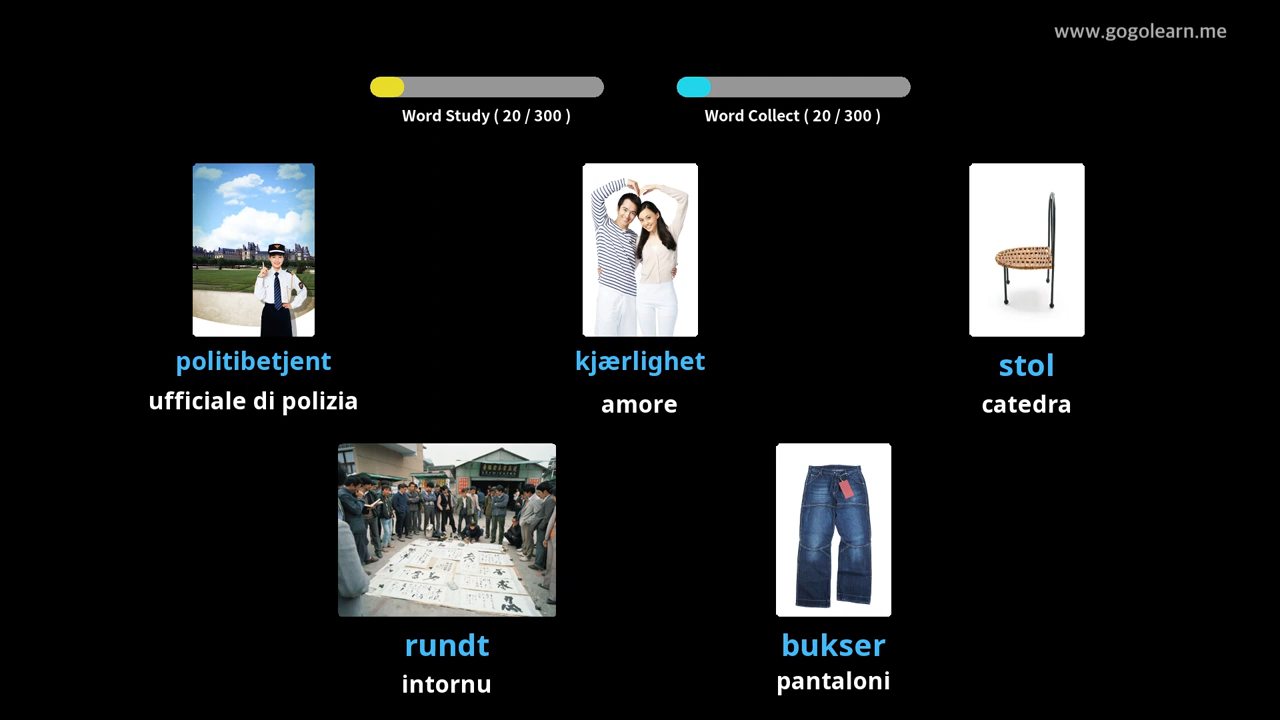 www.gogolearn.me
Word Study ( 20 / 300 )
Word Collect ( 20 / 300 )
politibetjent
ufficiale di polizia
kjærlighet
amore
stol
catedra
rundt
intornu
bukser
pantaloni